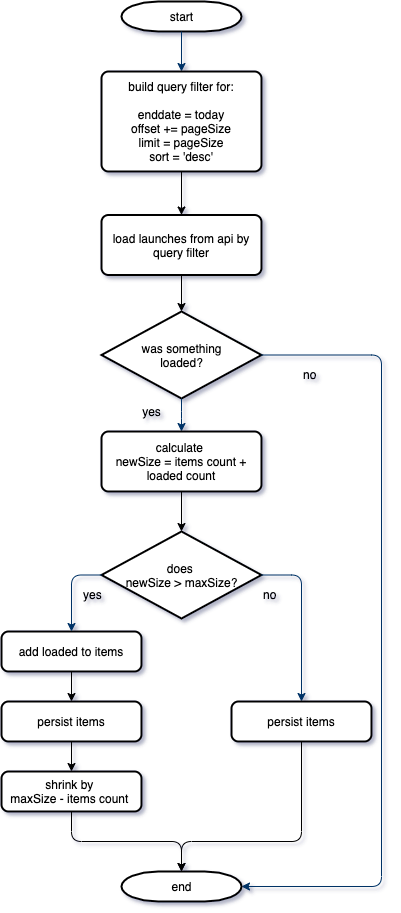 start
build query filter for:
enddate = today
offset += pageSize
limit = pageSize
sort = 'desc'
load launches from api by
query filter
was something
loaded?
no
yes
calculate
newSize = items count +
loaded count
does
newSize > maxSize?
yes
no
add loaded to items
persist items
persist items
shrink by
maxSize - items count
end